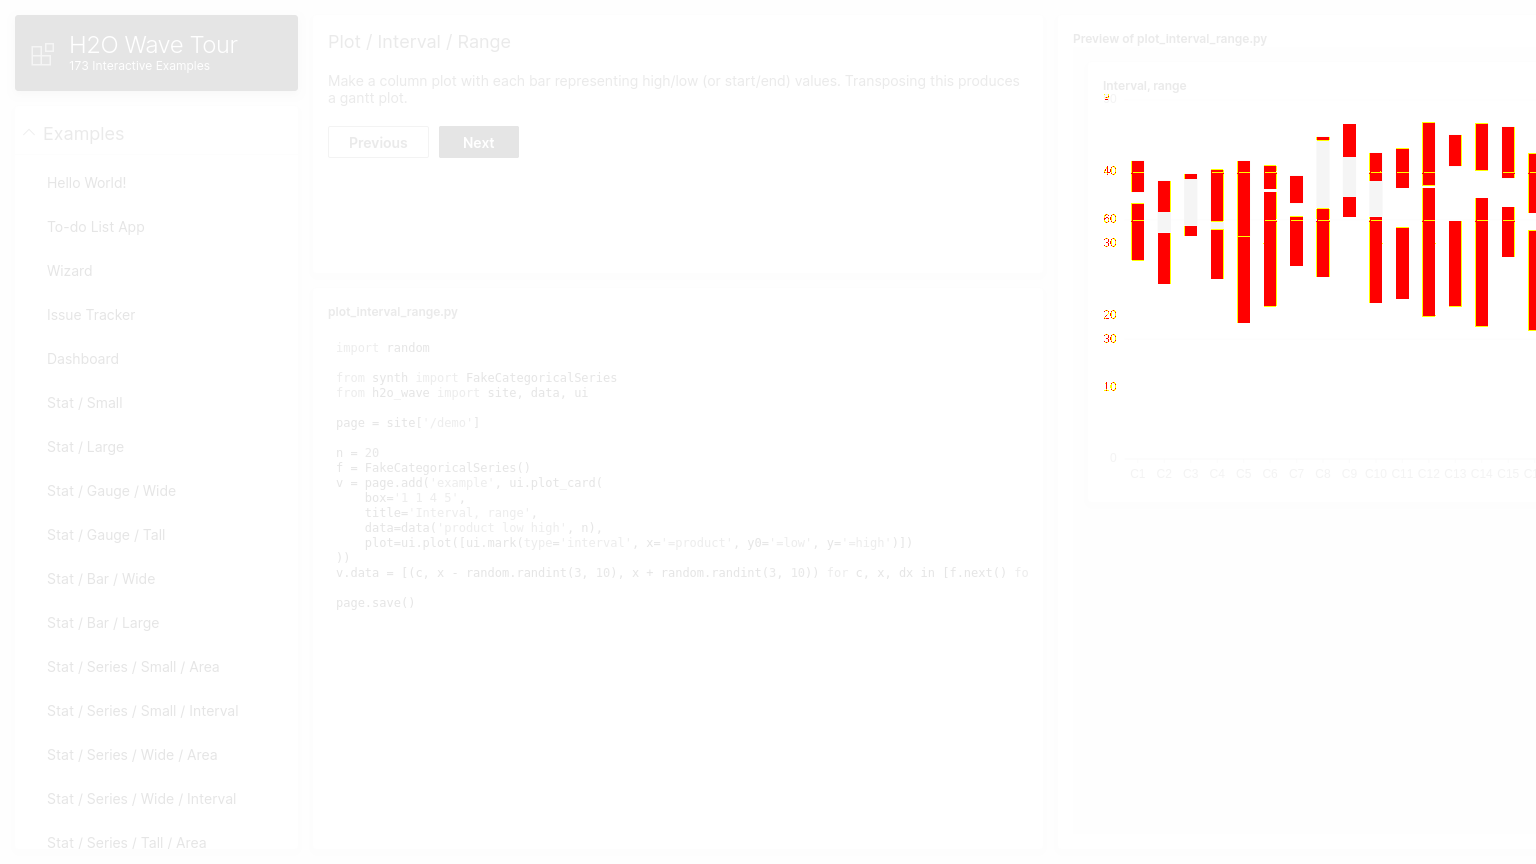 H2O Wave Tour
173 Interactive Examples
Examples
Hello World!
To-do List App
Wizard
Issue Tracker
Dashboard
Stat / Small
Stat / Large
Stat / Gauge / Wide
Stat / Gauge / Tall
Stat / Bar / Wide
Stat / Bar / Large
Stat / Series / Small / Area
Stat / Series / Small / Interval
Stat / Series / Wide / Area
Stat / Series / Wide / Interval
Stat / Series / Tall / Area
Plot / Interval / Range
Make a column plot with each bar representing high/low (or start/end) values. Transposing this produces
a gantt plot.
Previous
Next
plot_interval_range.py
import random
from synth import FakeCategoricalSeries
from h2o_wave import site, data, ui
page = site['/demo']
n = 20
f = FakeCategoricalSeries()
v = page.add('example', ui.plot_card(
    box='1 1 4 5',
    title='Interval, range',
    data=data('product low high', n),
    plot=ui.plot([ui.mark(type='interval', x='=product', y0='=low', y='=high')])
))
v.data = [(c, x - random.randint(3, 10), x + random.randint(3, 10)) for c, x, dx in [f.next() fo
page.save()
Preview of plot_interval_range.py
Interval, range
40
60
30
20
30
10
0
C1 C2 C3 C4 C5 C6 C7 C8 C9 C10 C11 C12 C13 C14 C15